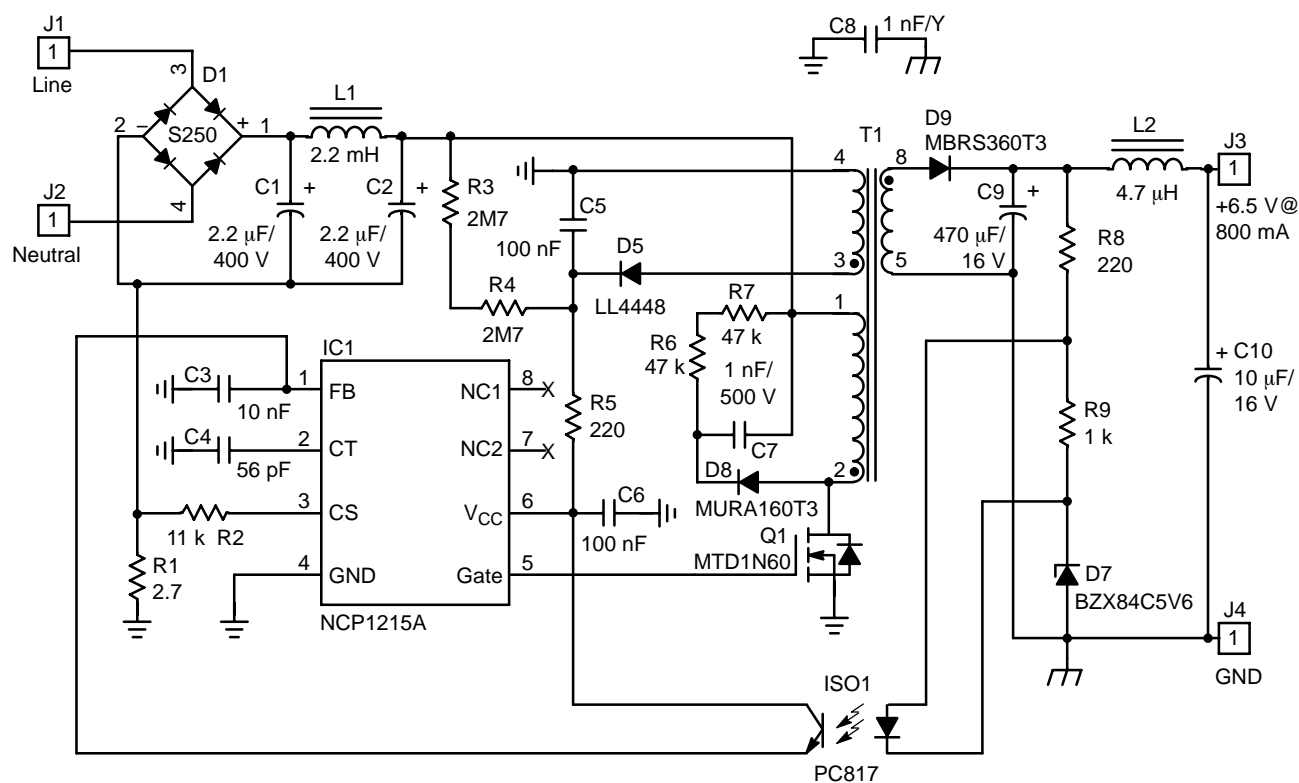 J1
1
Line
3
D1
2
–
S250
+
1
4
J2
1
Neutral
L1
2.2 mH
C1
+
2.2 µF/
400 V
C2
+
2.2 µF/
400 V
R3
2M7
R4
2M7
C5
100 nF
D5
LL4448
C8
1 nF/Y
T1
4
3
1
2
8
5
D9
MBRS360T3
C9
+
470 µF/
16 V
R8
220
L2
4.7 µH
J3
1
+6.5 V@
800 mA
R7
47 k
R6
47 k
1 nF/
500 V
C7
D8
MURA160T3
R9
1 k
+ C10
10 µF/
16 V
IC1
C3
10 nF
1
FB
NC1
8
X
C4
56 pF
2
CT
NC2
7
X
R5
220
11 k R2
3
CS
VCC
6
C6
100 nF
R1
2.7
4
GND
Gate
5
NCP1215A
Q1
MTD1N60
D7
BZX84C5V6
J4
1
GND
ISO1
PC817